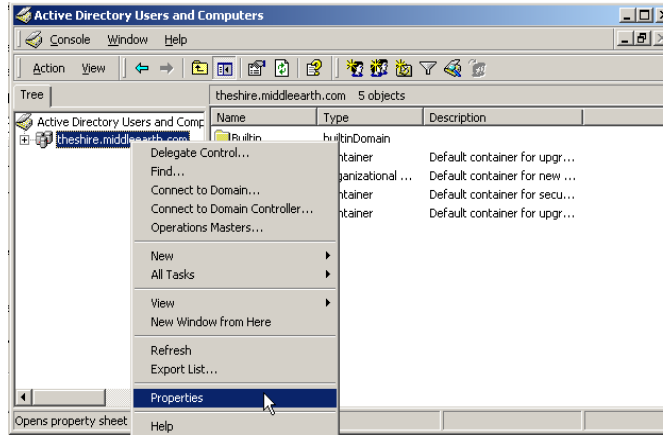 Active Directory Users and Computers
Console Window Help
Action View
Tree
theshire.middleearth.com 5 objects
Active Directory Users and Comp
theshire.middleearth.com
Name Type Description
Builtin builtinDomain
ntainer Default container for upgr...
ganizational ... Default container for new ...
ntainer Default container for secu...
ntainer Default container for upgr...
Delegate Control...
Find...
Connect to Domain...
Connect to Domain Controller...
Operations Masters...
New
All Tasks
View
New Window from Here
Refresh
Export List...
Properties
Help
Opens property sheet